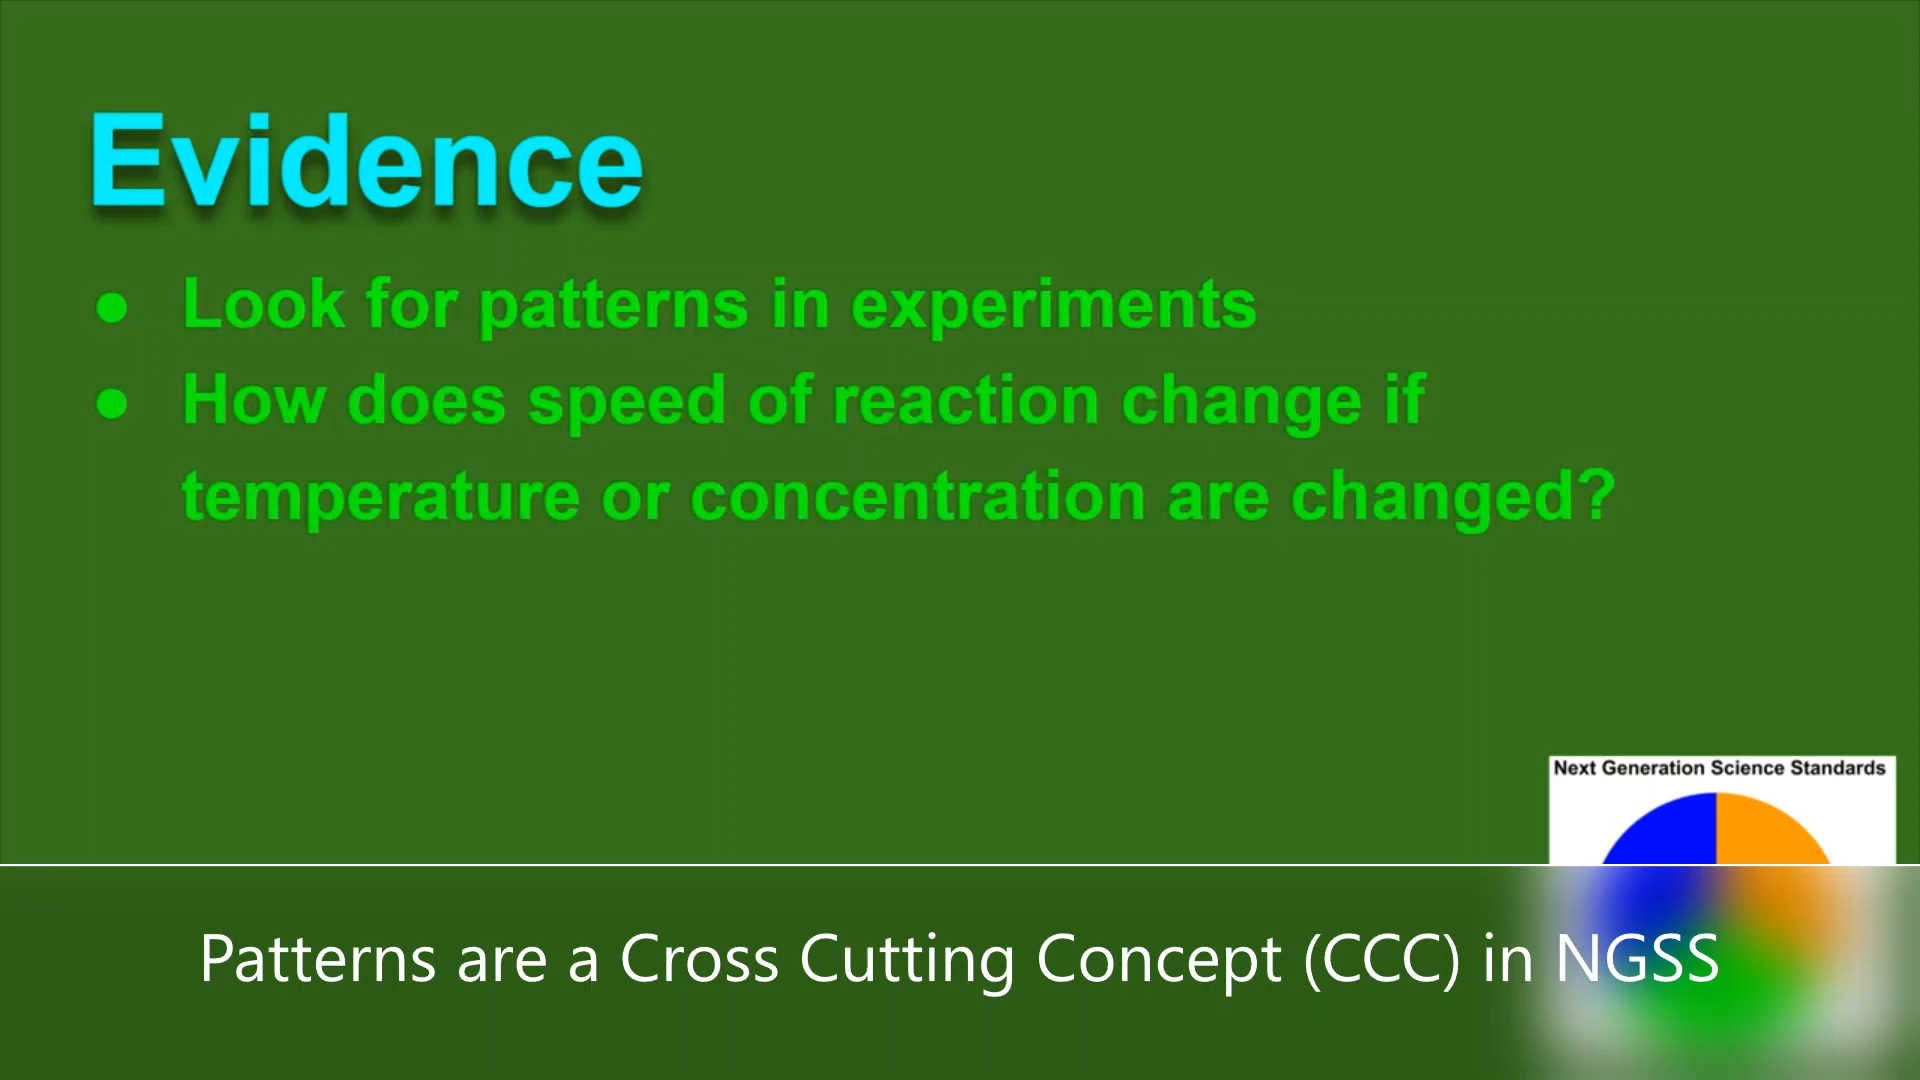 Evidence
● Look for patterns in experiments
● How does speed of reaction change if
temperature or concentration are changed?
Next Generation Science Standards
Patterns are a Cross Cutting Concept (CCC) in NGSS